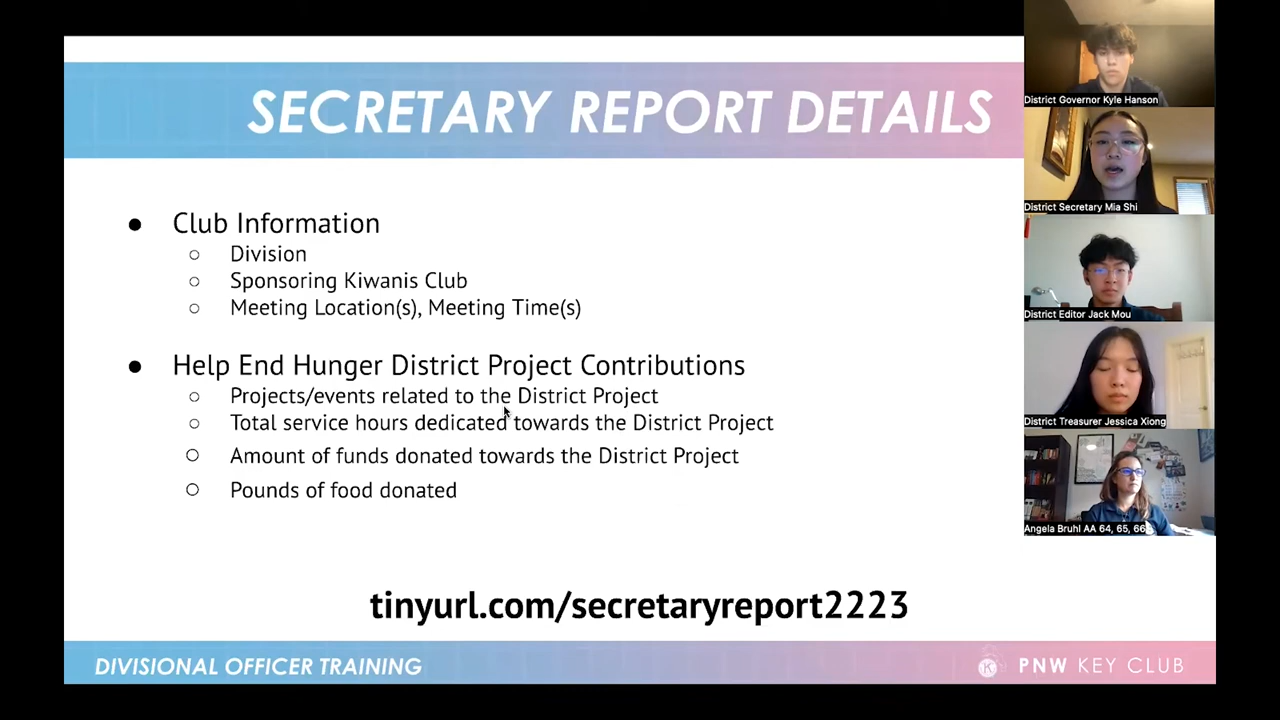 SECRETARY REPORT DETAILS
● Club Information
○ Division
○ Sponsoring Kiwanis Club
○ Meeting Location(s), Meeting Time(s)
● Help End Hunger District Project Contributions
○ Projects/events related to the District Project
○ Total service hours dedicated towards the District Project
○ Amount of funds donated towards the District Project
○ Pounds of food donated
tinyurl.com/secretaryreport2223
DIVISIONAL OFFICER TRAINING
PNW KEY CLUB
District Governor Kyle Hanson
District Secretary Mia Shi
District Editor Jack Mou
District Treasurer Jessica Xiong
Angela Bruhl AA 64, 65, 66